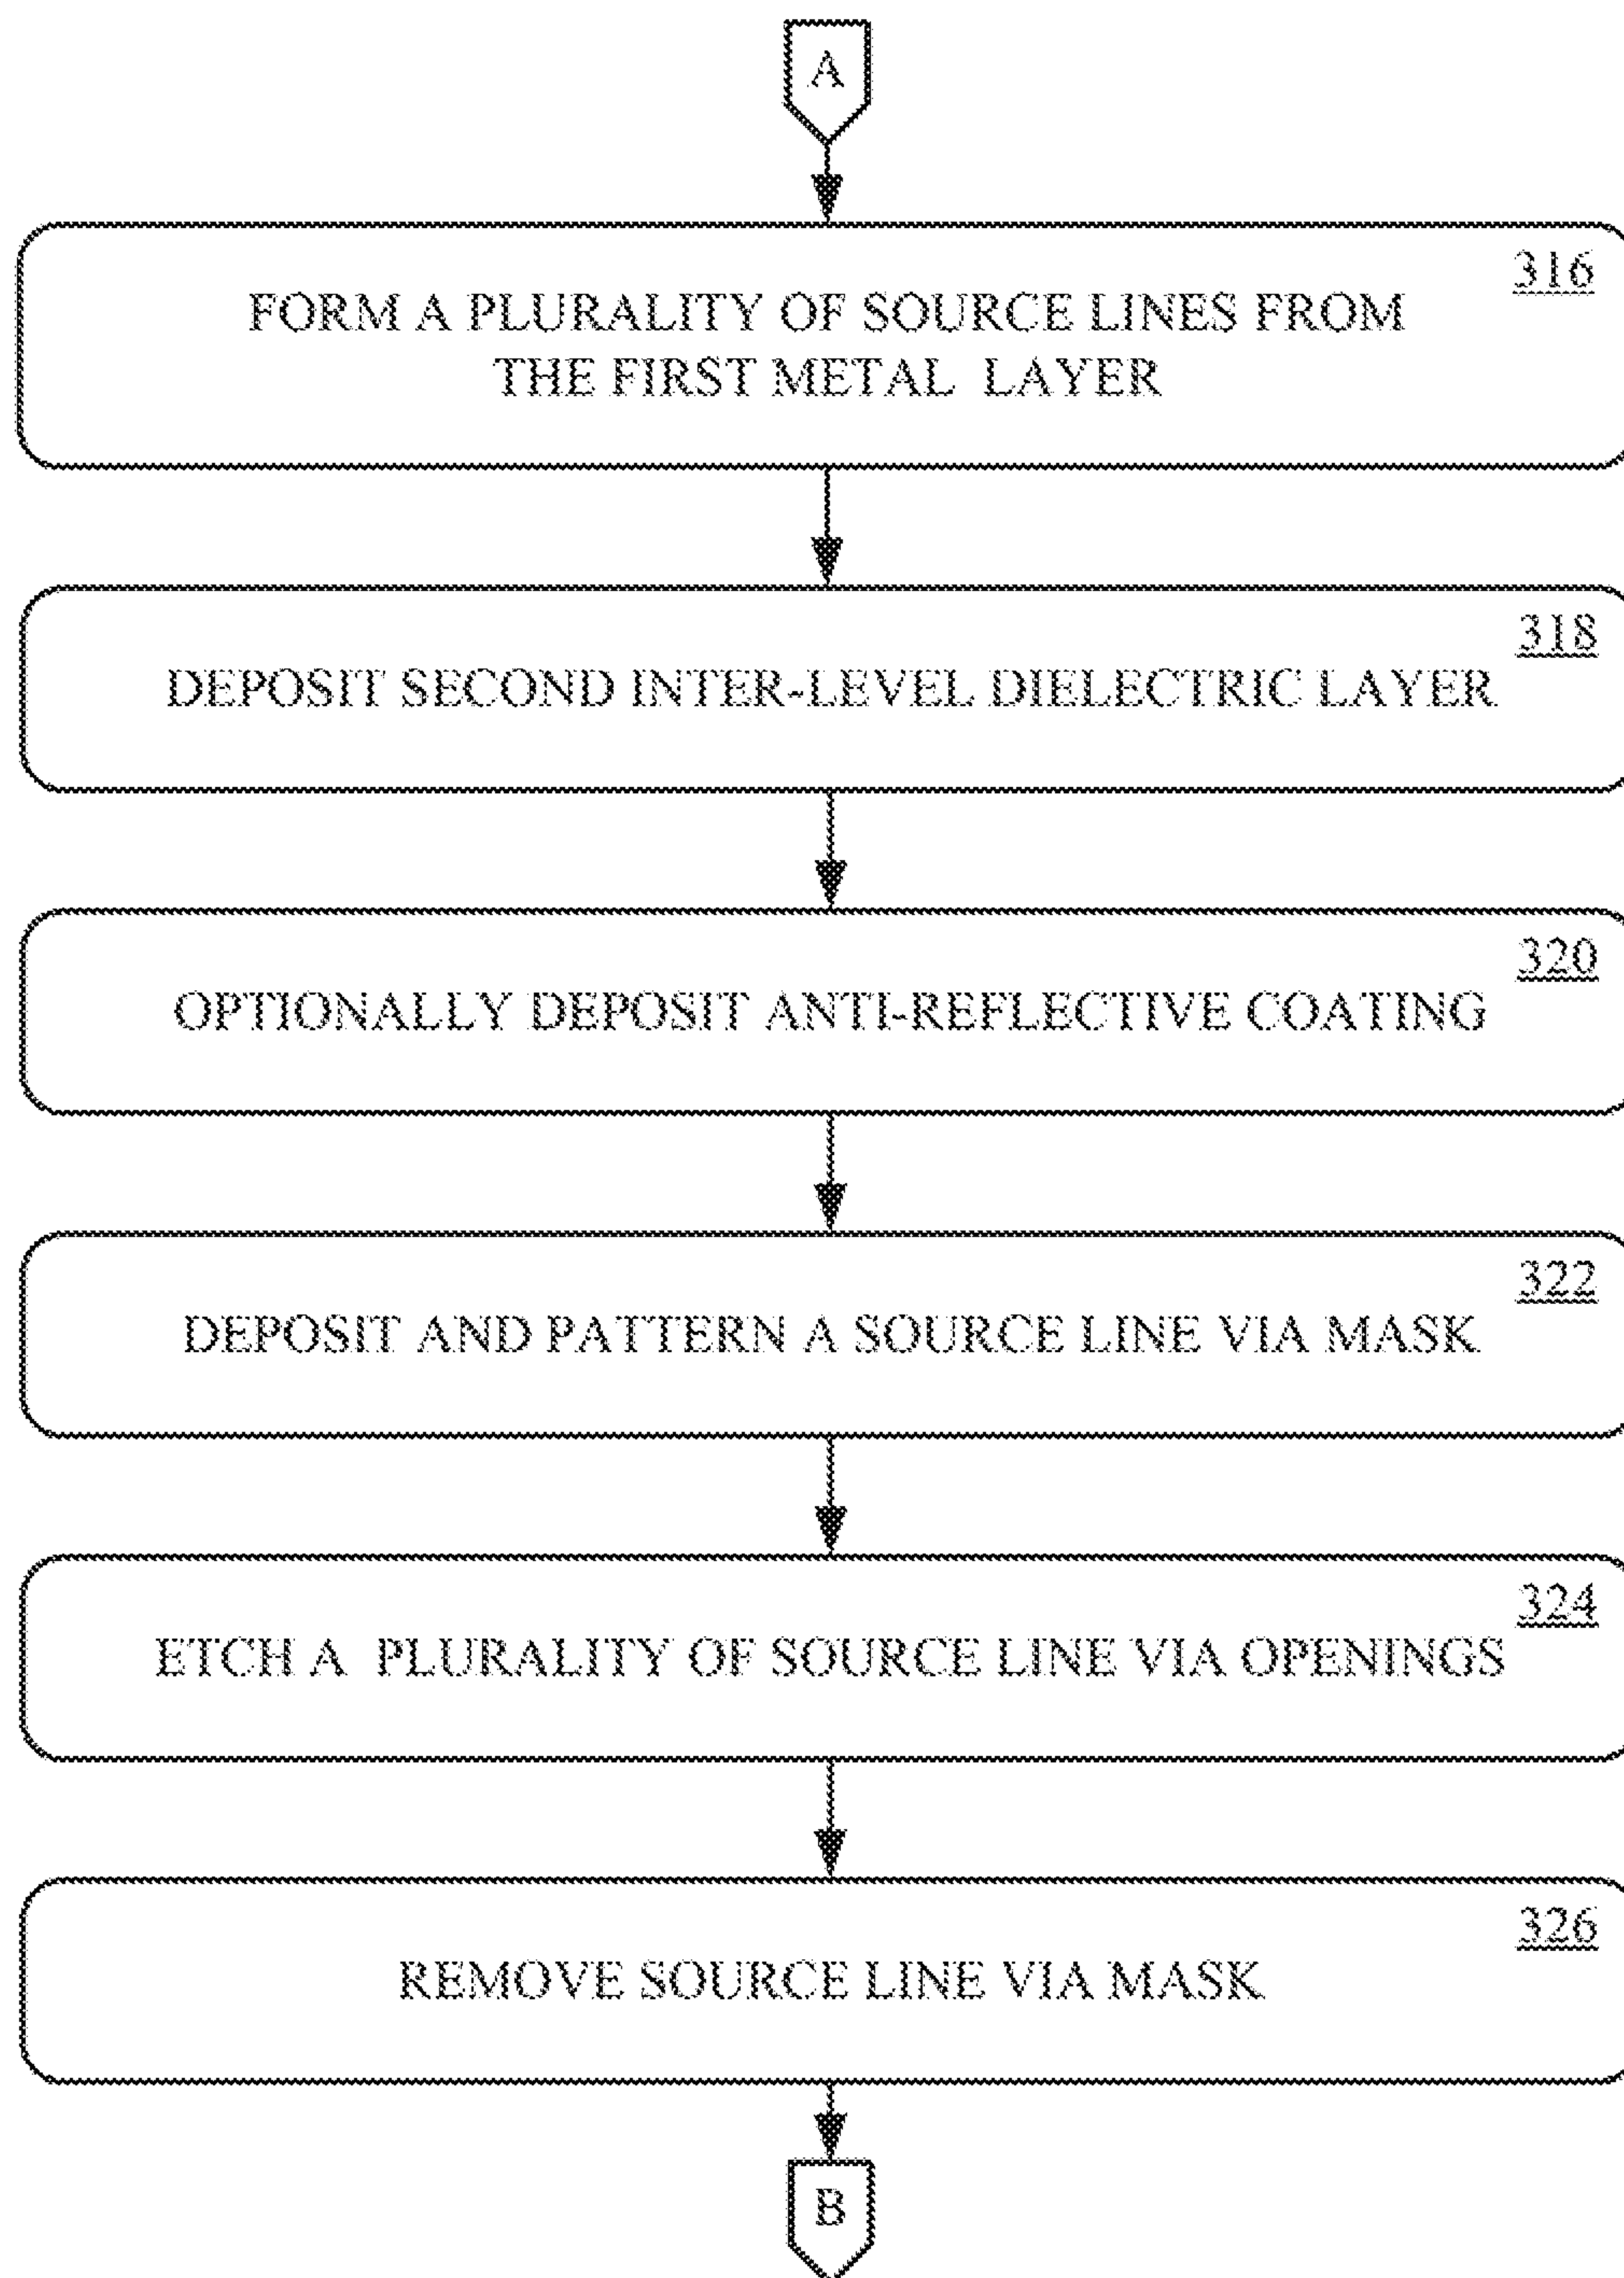 A
316
FORM A PLURALITY OF SOURCE LINES FROM
THE FIRST METAL LAYER
318
DEPOSIT SECOND INTER-LEVEL DIELECTRIC LAYER
320
OPTIONALLY DEPOSIT ANTI-REFLECTIVE COATING
322
DEPOSIT AND PATTERN A SOURCE LINE VIA MASK
324
ETCH A PLURALITY OF SOURCE LINE VIA OPENINGS
326
REMOVE SOURCE LINE VIA MASK
B